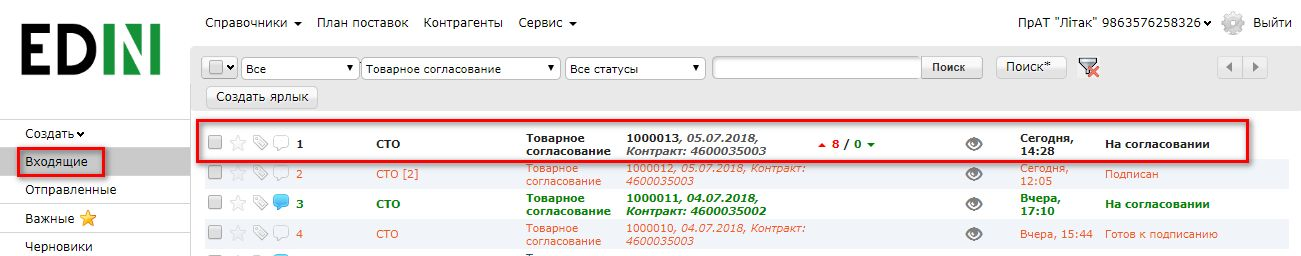 EDIN
Справочники План поставок Контрагенты Сервис
ПрАТ "Літак" 9863576258326 Выйти
Все Товарное согласование Все статусы Поиск Поиск*
Создать ярлык
Создать
Входящие
Отправленные
Важные
Черновики
1 СТО Товарное согласование 1000013, 05.07.2018, Контракт: 4600035003 8 / 0 Сегодня, 14:28 На согласовании
2 СТО [2] Товарное согласование 1000012, 05.07.2018, Контракт: 4600035003 Сегодня, 12:05 Подписан
3 СТО Товарное согласование 1000011, 04.07.2018, Контракт: 4600035002 Вчера, 17:10 На согласовании
4 СТО Товарное согласование 1000010, 04.07.2018, Контракт: 4600035003 Вчера, 15:44 Готов к подписанию